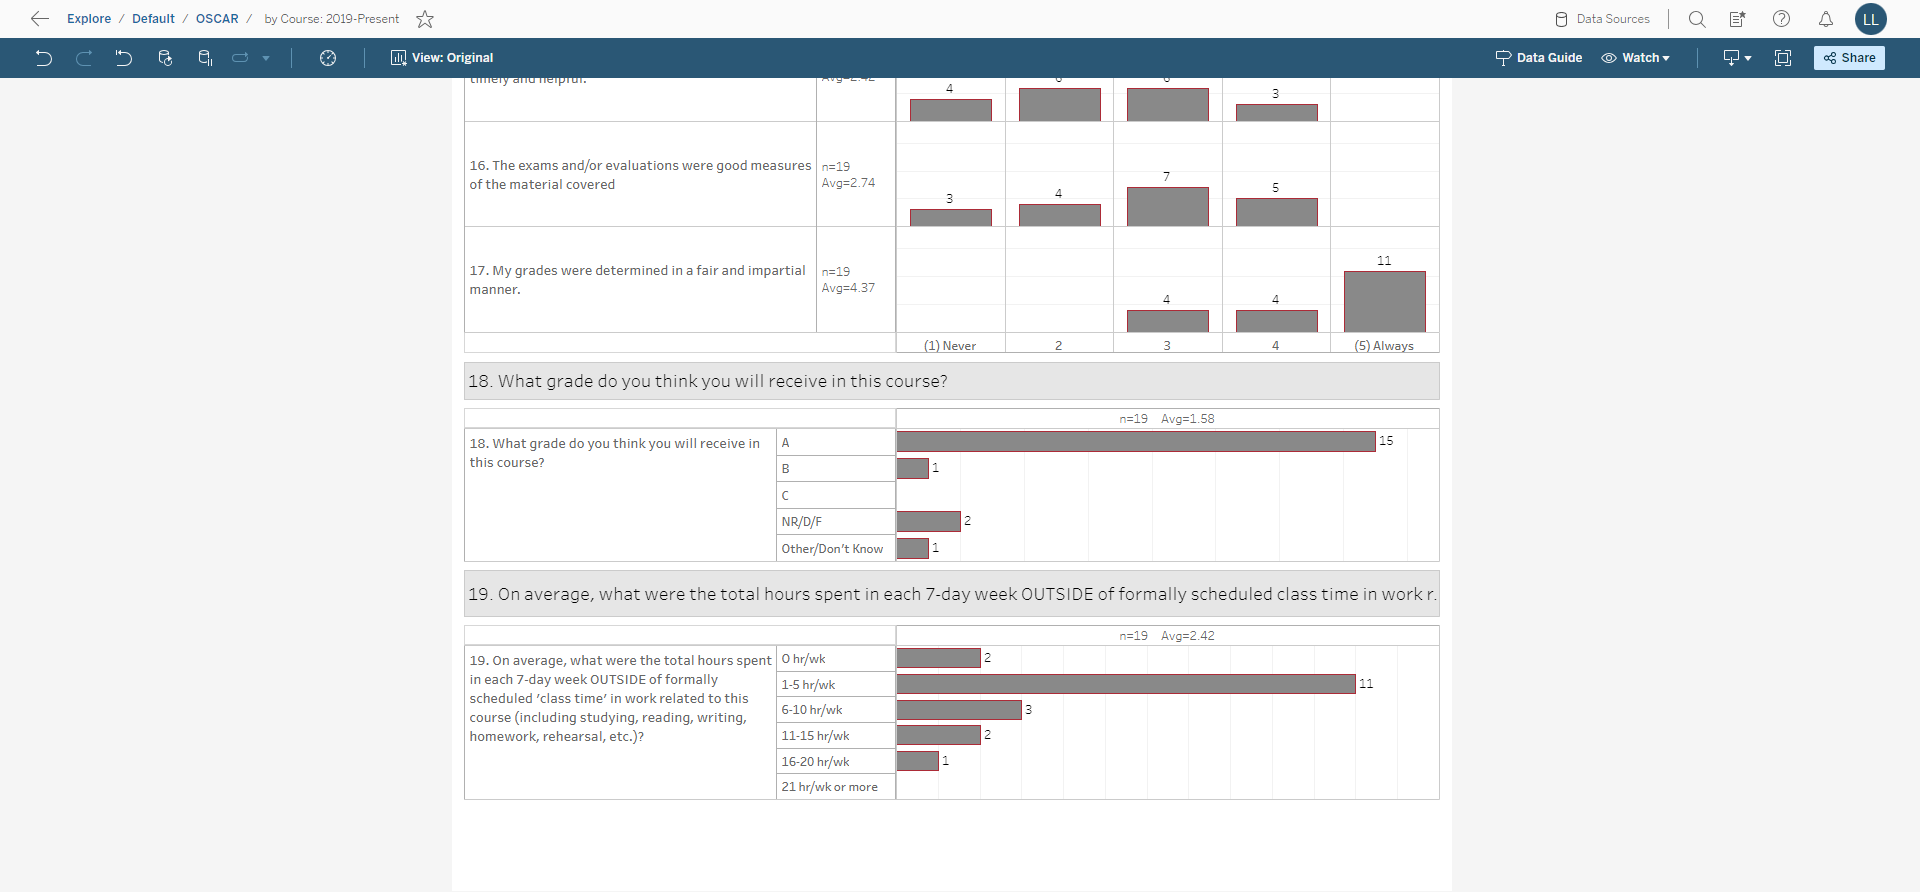 Explore / Default / OSCAR / by Course: 2019-Present
Data Sources
LL
View: Original
Data Guide
Watch
Share
timely and helpful.
Avg=2.42
4
6
6
3
16. The exams and/or evaluations were good measures
of the material covered
n=19
Avg=2.74
3
4
7
5
17. My grades were determined in a fair and impartial
manner.
n=19
Avg=4.37
4
4
11
(1) Never
2
3
4
(5) Always
18. What grade do you think you will receive in this course?
n=19 Avg=1.58
18. What grade do you think you will receive in
this course?
A
15
B
1
C
NR/D/F
2
Other/Don't Know
1
19. On average, what were the total hours spent in each 7-day week OUTSIDE of formally scheduled class time in work r.
n=19 Avg=2.42
19. On average, what were the total hours spent
in each 7-day week OUTSIDE of formally
scheduled 'class time' in work related to this
course (including studying, reading, writing,
homework, rehearsal, etc.)?
0 hr/wk
2
1-5 hr/wk
11
6-10 hr/wk
3
11-15 hr/wk
2
16-20 hr/wk
1
21 hr/wk or more